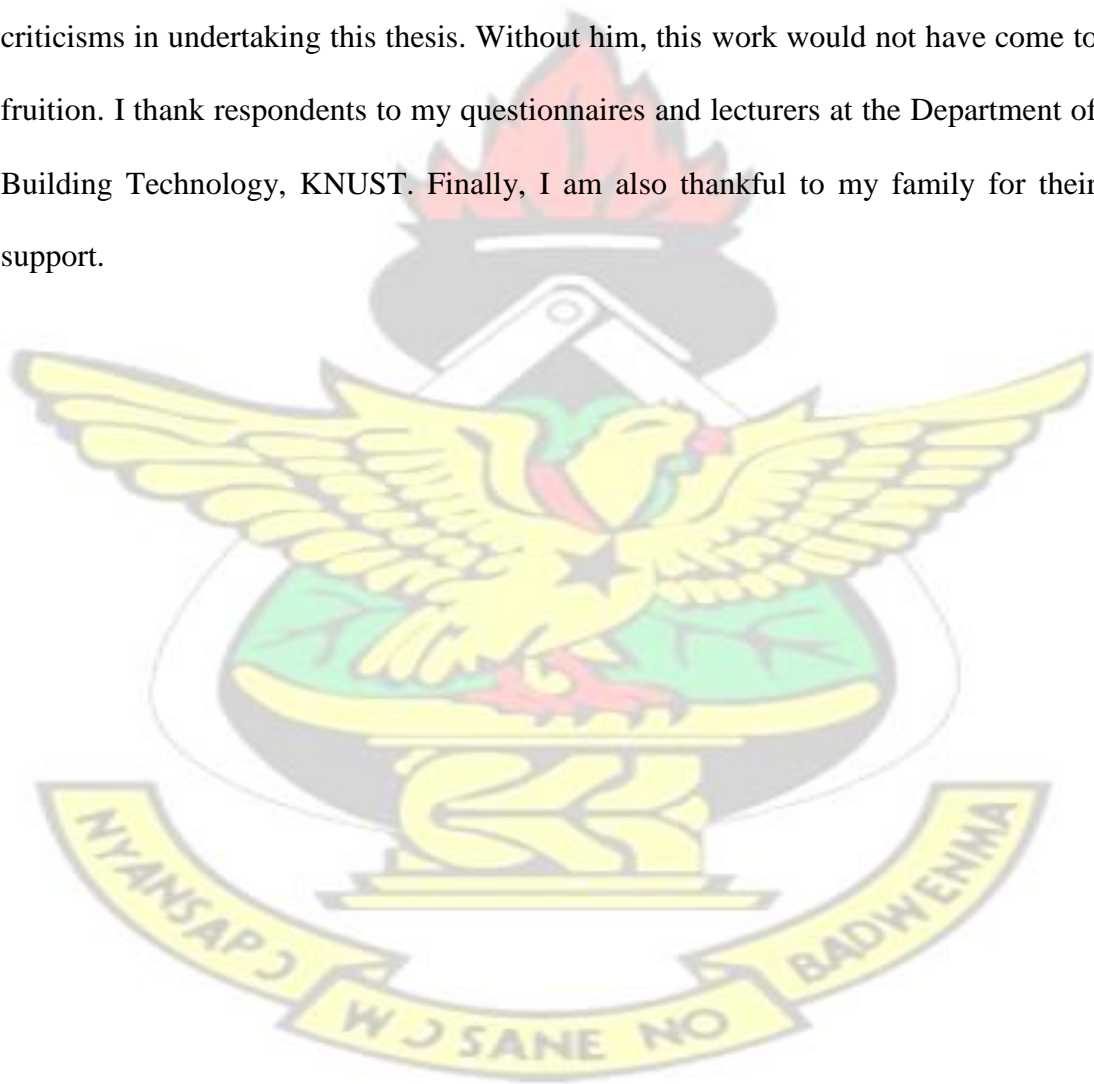 criticisms in undertaking this thesis. Without him, this work would not have come to
fruition. I thank respondents to my questionnaires and lecturers at the Department of
Building Technology, KNUST. Finally, I am also thankful to my family for their
support.
NYANSAPƆ
WƆSANE NO
BADWENMA